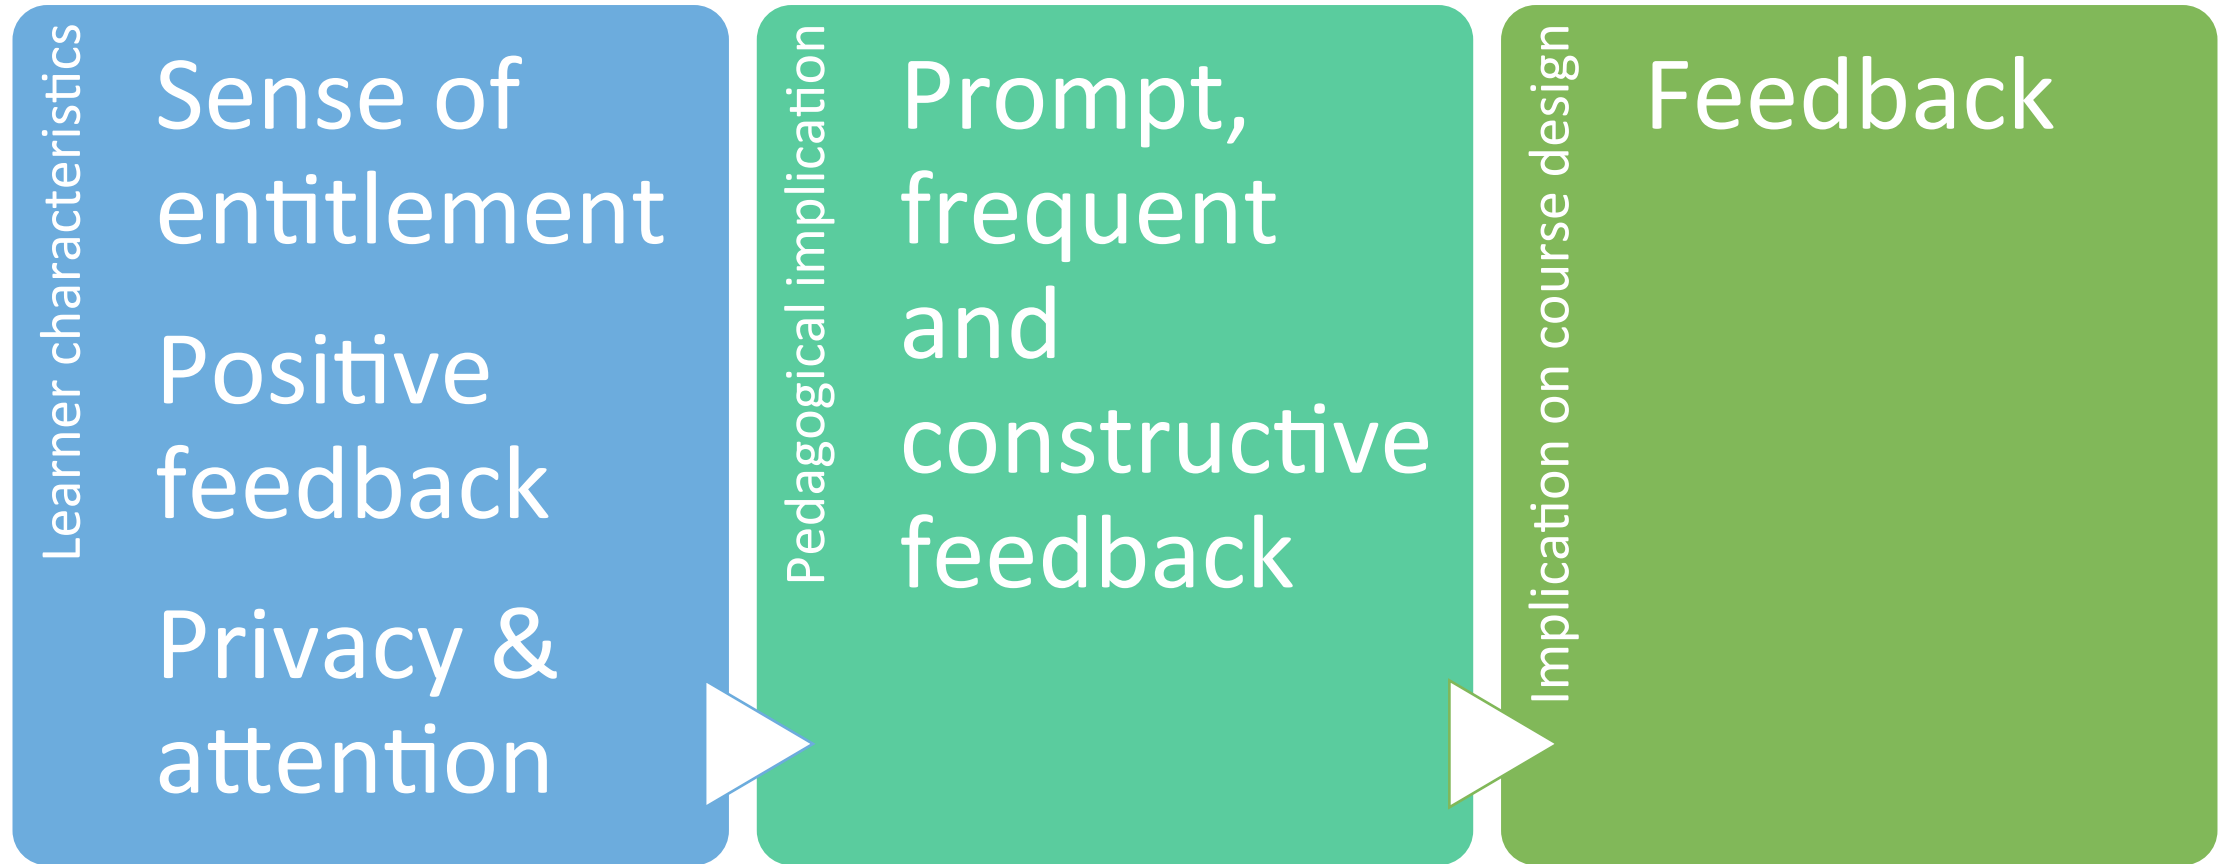 Learner characteristics
Sense of
entitlement
Positive
feedback
Privacy &
attention
Pedagogical implication
Prompt,
frequent
and
constructive
feedback
Implication on course design
Feedback